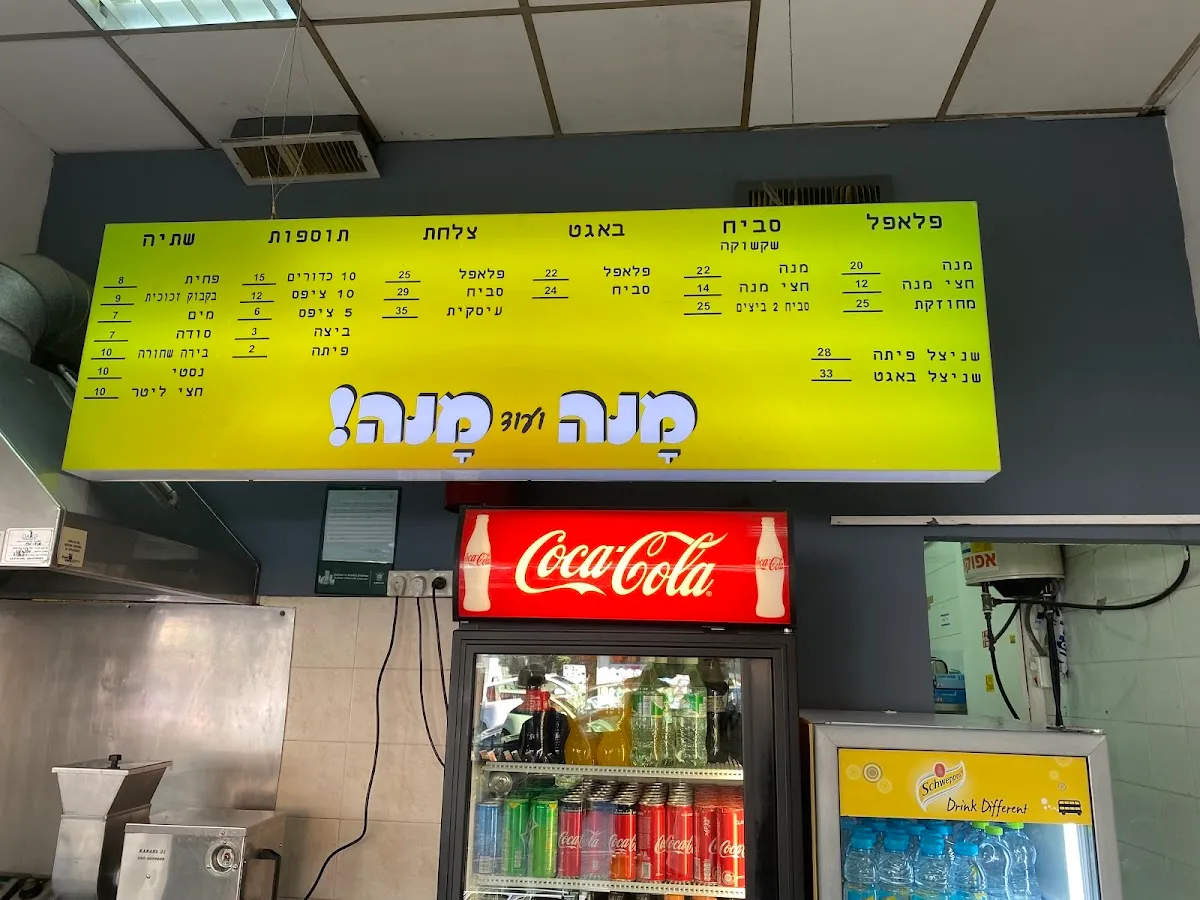 פלאפל
מנה 20
חצי מנה 12
מחוזקת 25
שניצל פיתה 28
שניצל באגט 33
סביח
שקשוקה
מנה 22
חצי מנה 14
סביח 2 ביצים 25
באגט
פלאפל 22
סביח 24
צלחת
פלאפל 25
סביח 29
עיסקית 35
תוספות
10 כדורים 15
10 ציפס 12
5 ציפס 6
ביצה 3
פיתה 2
שתיה
פחית 8
בקבוק זכוכית 9
מים 7
סודה 7
בירה שחורה 10
נסטי 10
חצי ליטר 10
מָנה ועוד מָנה!
Coca-Cola
אפוק
Schweppes
Drink Different